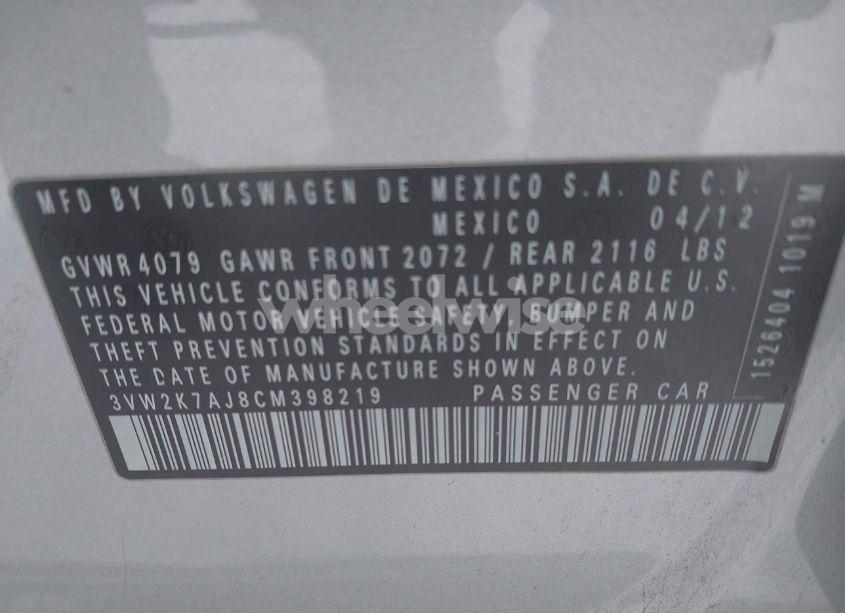 MFD BY VOLKSWAGEN DE MEXICO S.A. DE C.V.
MEXICO 04/12
GVWR 4079 GAWR FRONT 2072 / REAR 2116 LBS
THIS VEHICLE CONFORMS TO ALL APPLICABLE U.S.
FEDERAL MOTOR VEHICLE SAFETY, BUMPER AND
THEFT PREVENTION STANDARDS IN EFFECT ON
THE DATE OF MANUFACTURE SHOWN ABOVE.
3VW2K7AJ8CM398219 PASSENGER CAR
1526404 1019 M
wheelwise